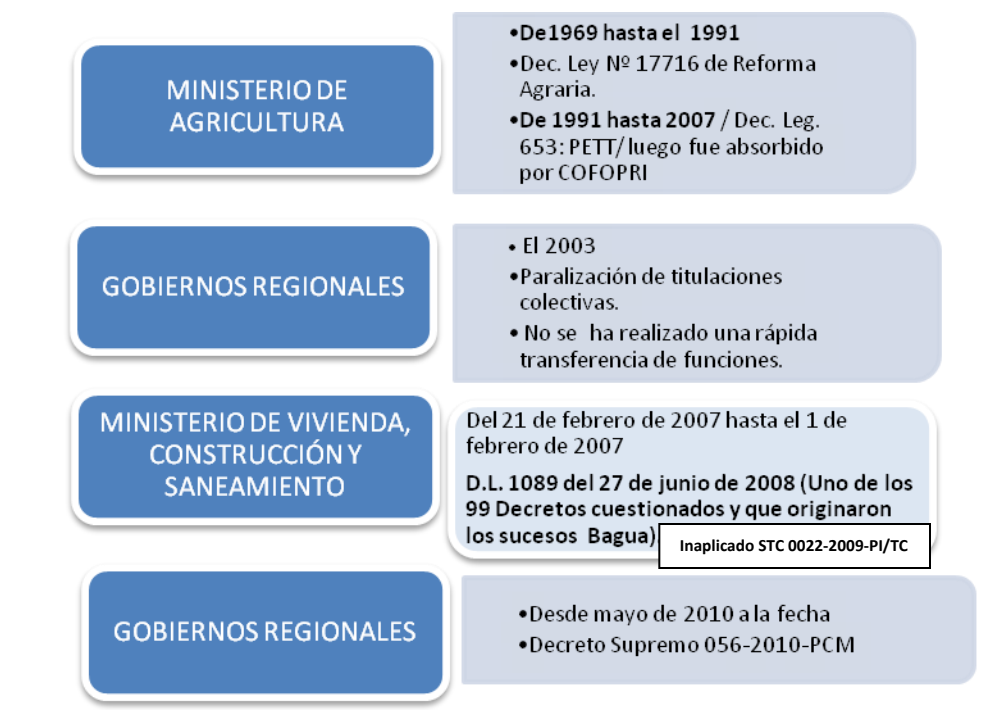 MINISTERIO DE
AGRICULTURA
•De1969 hasta el 1991
•Dec. Ley Nº 17716 de Reforma
Agraria.
•De 1991 hasta 2007 / Dec. Leg.
653: PETT/ luego fue absorbido
por COFOPRI
GOBIERNOS REGIONALES
• El 2003
•Paralización de titulaciones
colectivas.
• No se ha realizado una rápida
transferencia de funciones.
MINISTERIO DE VIVIENDA,
CONSTRUCCIÓN Y
SANEAMIENTO
Del 21 de febrero de 2007 hasta el 1 de
febrero de 2007
D.L. 1089 del 27 de junio de 2008 (Uno de los
99 Decretos cuestionados y que originaron
los sucesos Bagua).
Inaplicado STC 0022-2009-PI/TC
GOBIERNOS REGIONALES
•Desde mayo de 2010 a la fecha
•Decreto Supremo 056-2010-PCM